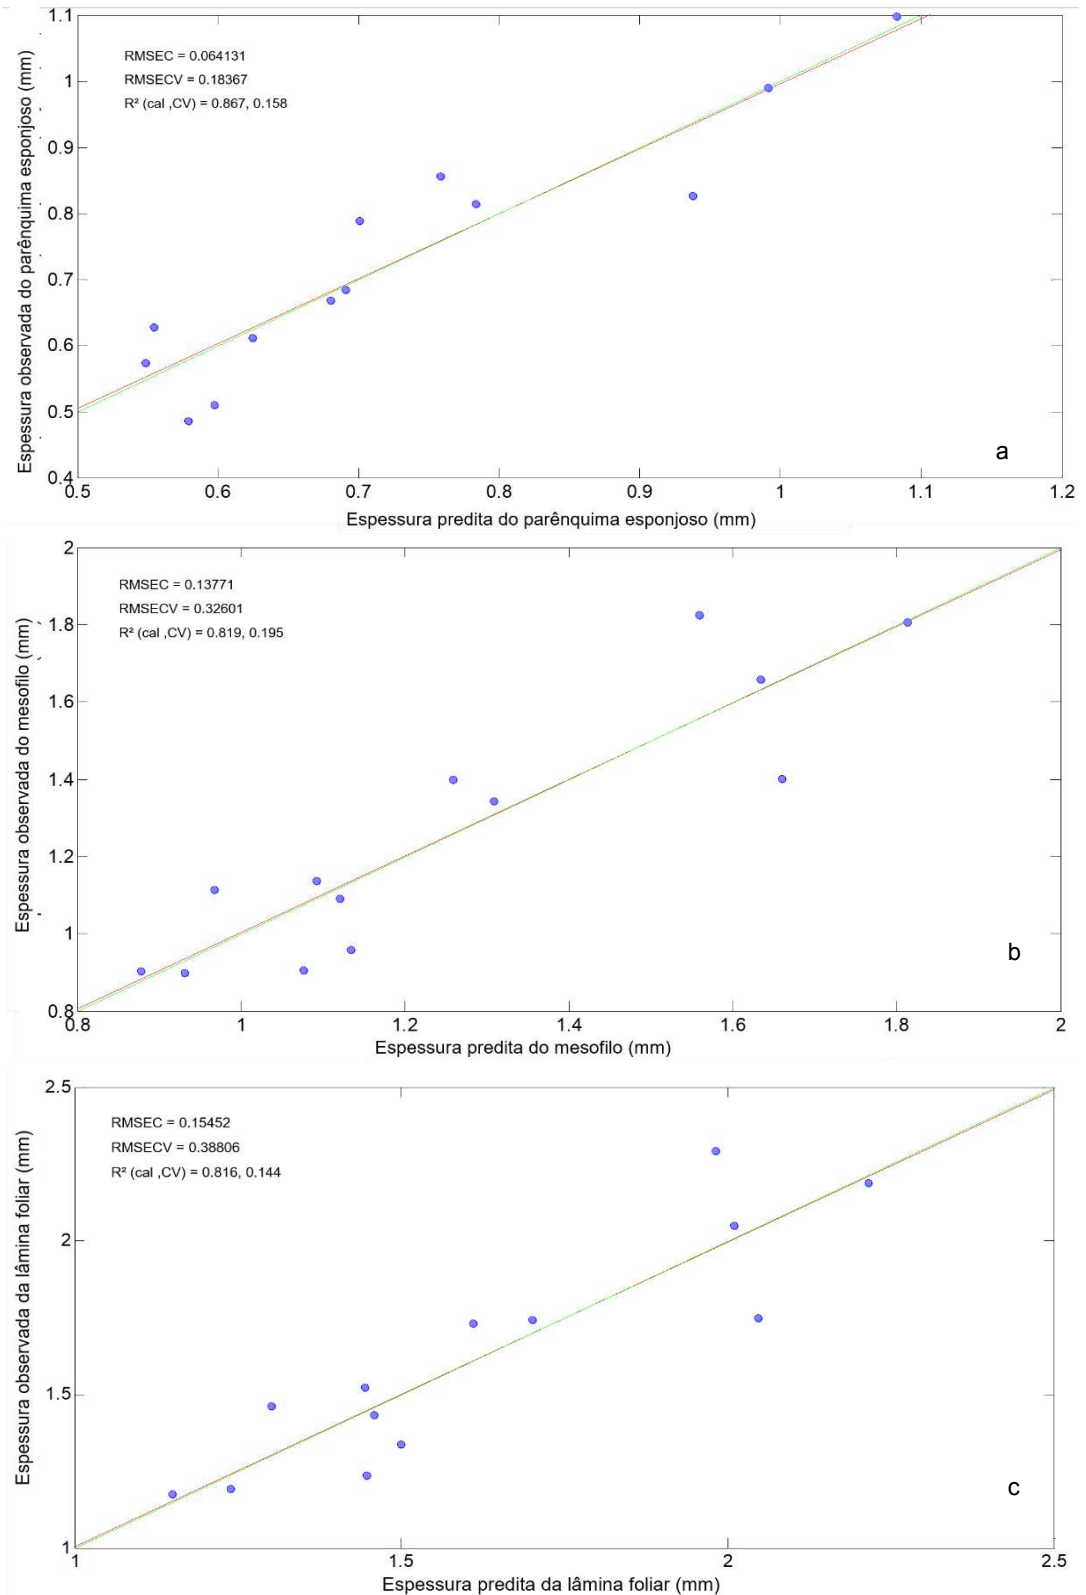 1.1
RMSEC = 0.064131
RMSECV = 0.18367
R² (cal ,CV) = 0.867, 0.158
1
0.9
0.8
0.7
0.6
0.5
0.4
Espessura observada do parênquima esponjoso (mm)
a
0.5 0.6 0.7 0.8 0.9 1 1.1 1.2
Espessura predita do parênquima esponjoso (mm)
2
RMSEC = 0.13771
RMSECV = 0.32601
R² (cal ,CV) = 0.819, 0.195
1.8
1.6
1.4
1.2
1
0.8
Espessura observada do mesofilo (mm)
b
0.8 1 1.2 1.4 1.6 1.8 2
Espessura predita do mesofilo (mm)
2.5
RMSEC = 0.15452
RMSECV = 0.38806
R² (cal ,CV) = 0.816, 0.144
2
1.5
1
Espessura observada da lâmina foliar (mm)
c
1 1.5 2 2.5
Espessura predita da lâmina foliar (mm)